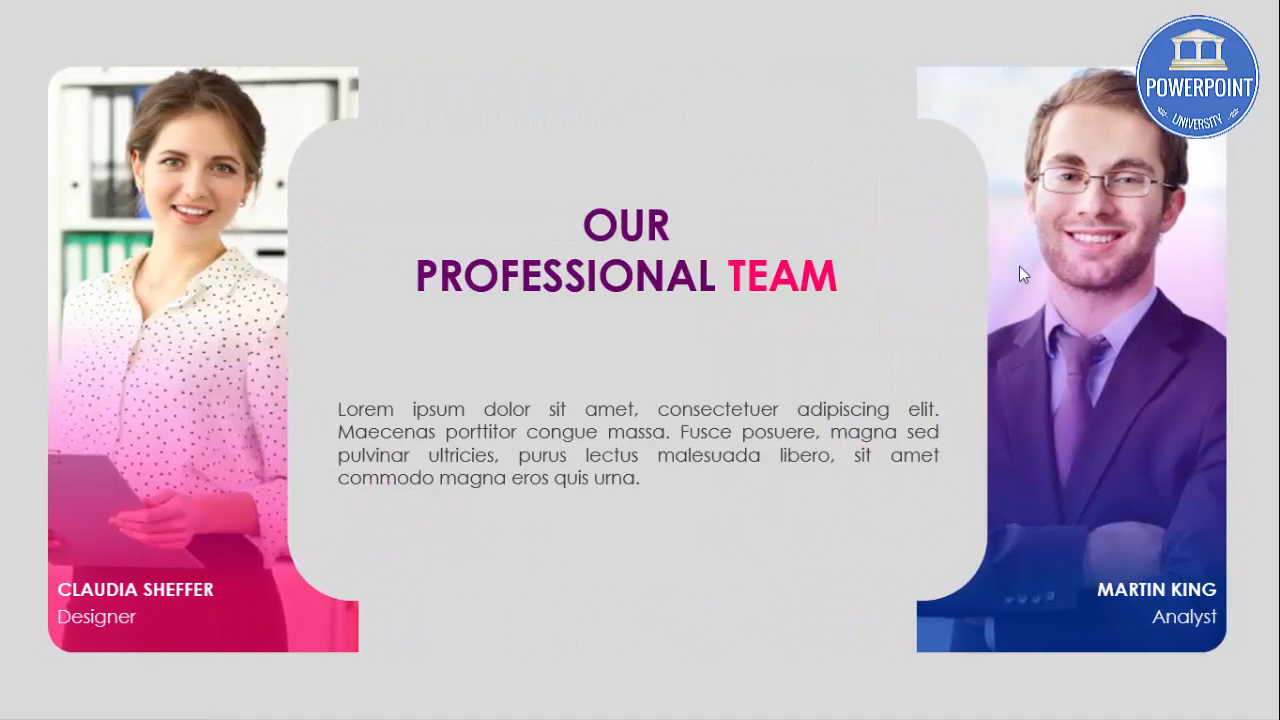 POWERPOINT
UNIVERSITY
OUR
PROFESSIONAL TEAM
Lorem ipsum dolor sit amet, consectetuer adipiscing elit.
Maecenas porttitor congue massa. Fusce posuere, magna sed
pulvinar ultricies, purus lectus malesuada libero, sit amet
commodo magna eros quis urna.
CLAUDIA SHEFFER
Designer
MARTIN KING
Analyst